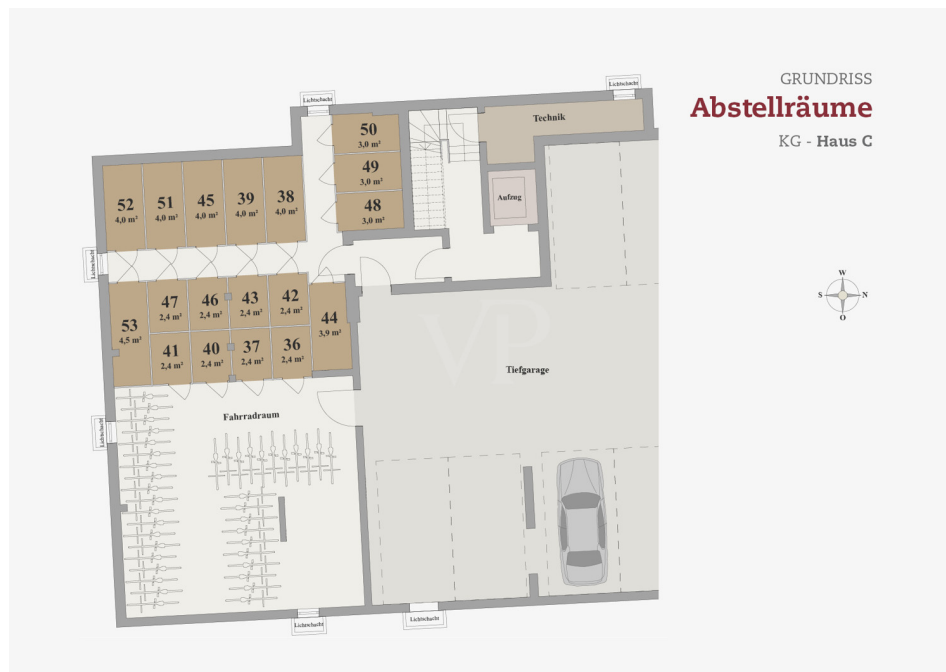 GRUNDRISS
Abstellräume
KG - Haus C
Lichtschacht
Lichtschacht
50
3,0 m²
Technik
49
3,0 m²
52
4,0 m²
51
4,0 m²
45
4,0 m²
39
4,0 m²
38
4,0 m²
48
3,0 m²
Aufzug
Lichtschacht
47
2,4 m²
46
2,4 m²
43
2,4 m²
42
2,4 m²
53
4,5 m²
44
3,9 m²
41
2,4 m²
40
2,4 m²
37
2,4 m²
36
2,4 m²
VP
Tiefgarage
Fahrradraum
Lichtschacht
Lichtschacht
Lichtschacht
W
S
N
O